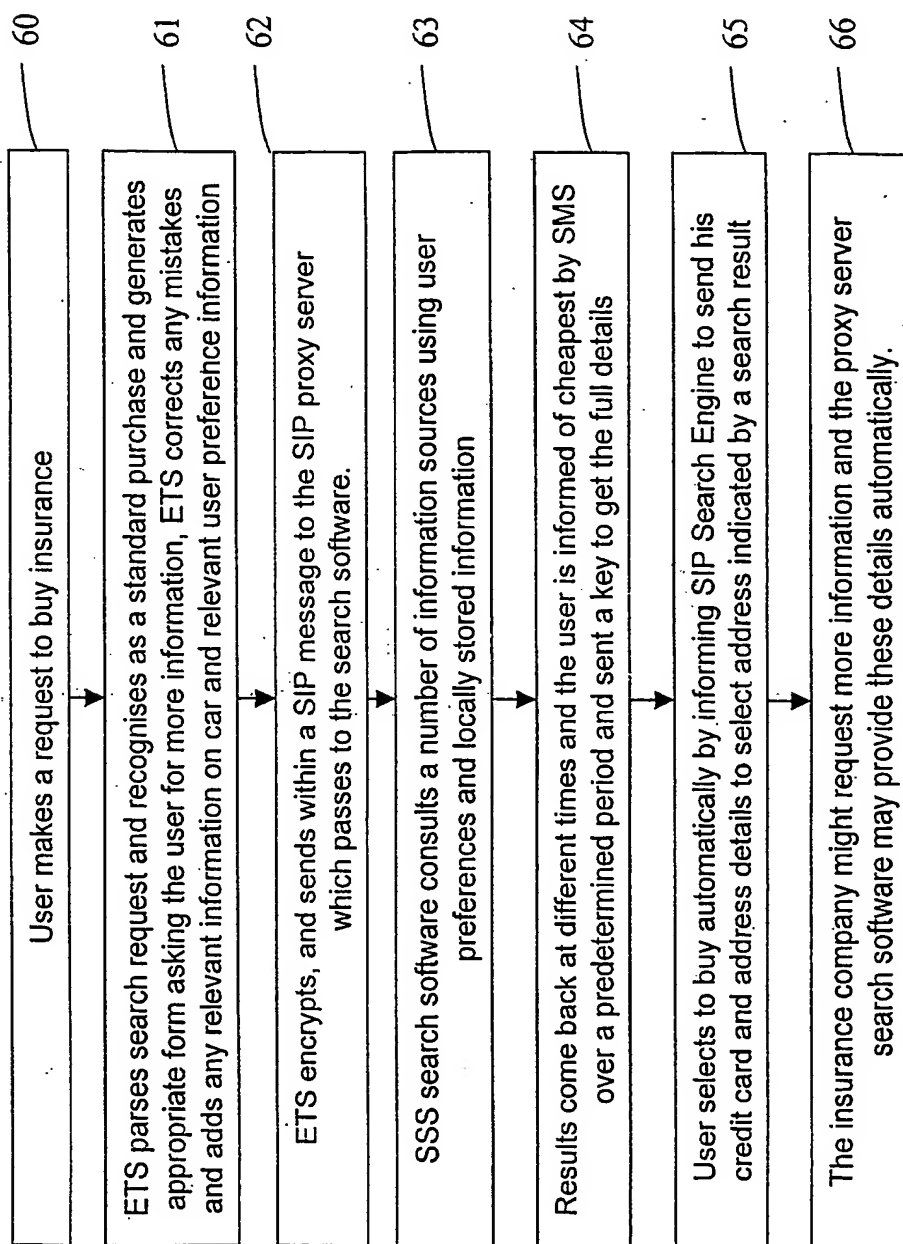 60
User makes a request to buy insurance
61
ETS parses search request and recognises as a standard purchase and generates
appropriate form asking the user for more information, ETS corrects any mistakes
and adds any relevant information on car and relevant user preference information
62
ETS encrypts, and sends within a SIP message to the SIP proxy server
which passes to the search software.
63
SSS search software consults a number of information sources using user
preferences and locally stored information
64
Results come back at different times and the user is informed of cheapest by SMS
over a predetermined period and sent a key to get the full details
65
User selects to buy automatically by informing SIP Search Engine to send his
credit card and address details to select address indicated by a search result
66
The insurance company might request more information and the proxy server
search software may provide these details automatically.